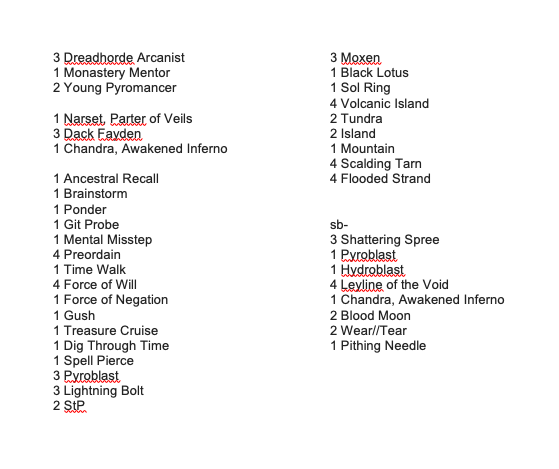 3 Dreadhorde Arcanist
1 Monastery Mentor
2 Young Pyromancer
1 Narset, Parter of Veils
3 Dack Fayden
1 Chandra, Awakened Inferno
1 Ancestral Recall
1 Brainstorm
1 Ponder
1 Git Probe
1 Mental Misstep
4 Preordain
1 Time Walk
4 Force of Will
1 Force of Negation
1 Gush
1 Treasure Cruise
1 Dig Through Time
1 Spell Pierce
3 Pyroblast
3 Lightning Bolt
2 StP
3 Moxen
1 Black Lotus
1 Sol Ring
4 Volcanic Island
2 Tundra
2 Island
1 Mountain
4 Scalding Tarn
4 Flooded Strand
sb-
3 Shattering Spree
1 Pyroblast
1 Hydroblast
4 Leyline of the Void
1 Chandra, Awakened Inferno
2 Blood Moon
2 Wear//Tear
1 Pithing Needle